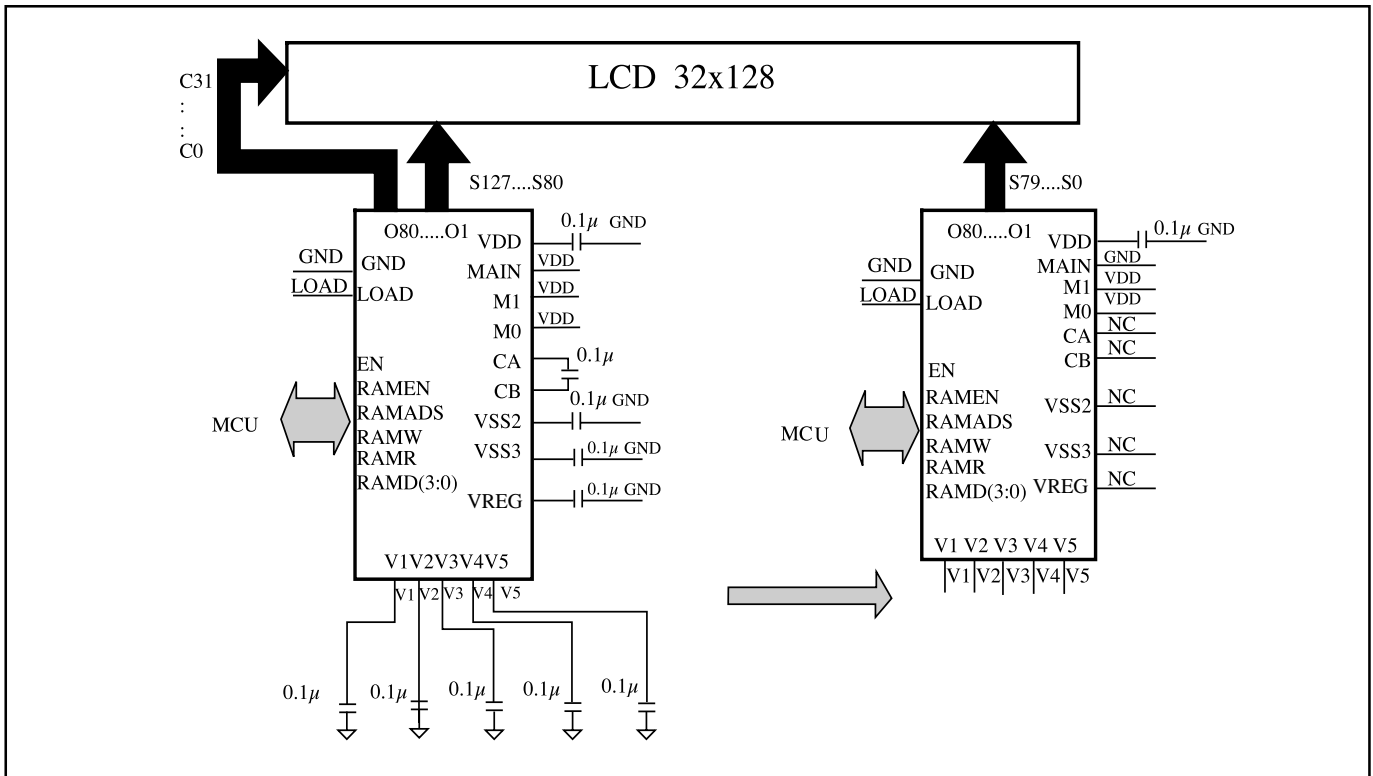 LCD 32x128
C31
:
:
C0
S127....S80
S79....S0
O80.....O1
GND
GND
LOAD
LOAD
EN
RAMEN
RAMADS
RAMW
RAMR
RAMD(3:0)
MCU
VDD
0.1μ GND
MAIN
VDD
M1
VDD
M0
VDD
CA
0.1μ
CB
VSS2
0.1μ GND
VSS3
0.1μ GND
VREG
0.1μ GND
V1V2V3V4V5
V1 V2 V3 V4 V5
0.1μ 0.1μ 0.1μ 0.1μ 0.1μ
O80.....O1
GND
GND
LOAD
LOAD
EN
RAMEN
RAMADS
RAMW
RAMR
RAMD(3:0)
MCU
VDD
0.1μ GND
MAIN
GND
M1
VDD
M0
VDD
CA
NC
CB
NC
VSS2
NC
VSS3
NC
VREG
NC
V1 V2 V3 V4 V5
V1 V2 V3 V4 V5